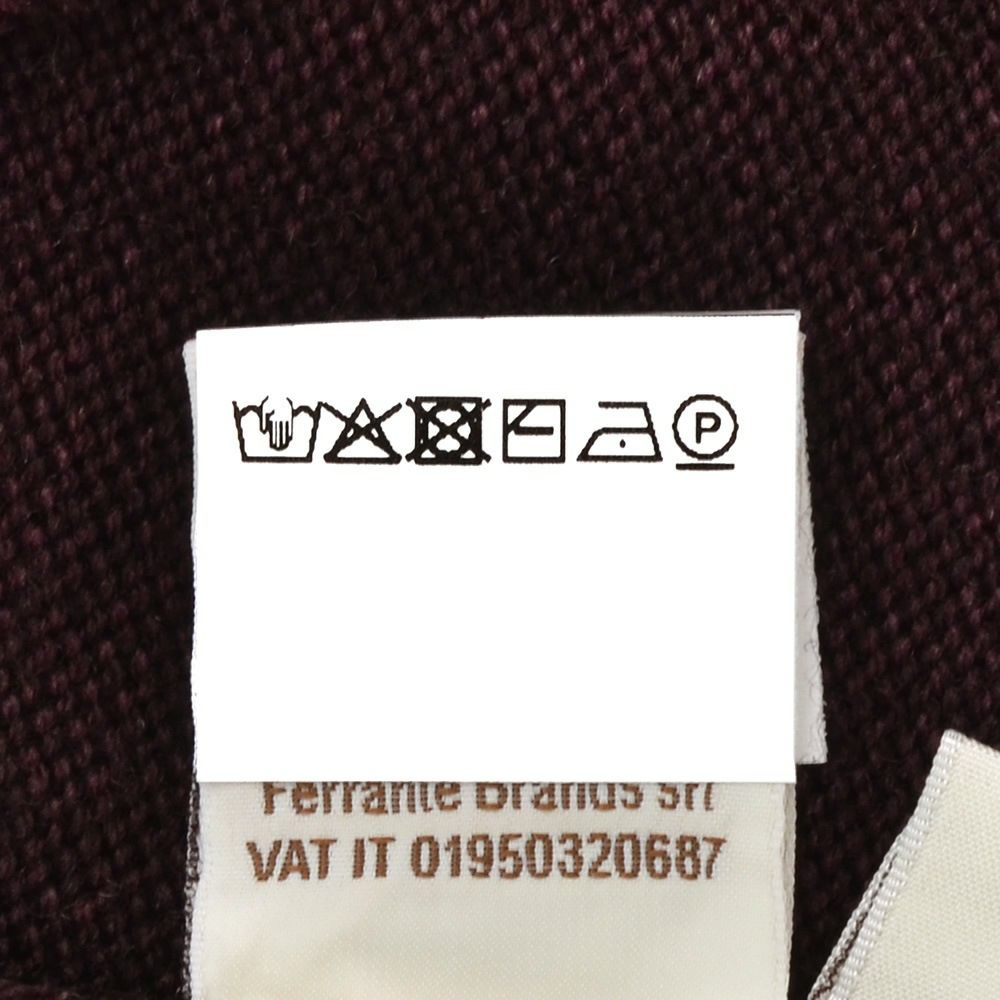 P
Ferrante Brands srl
VAT IT 01950320687